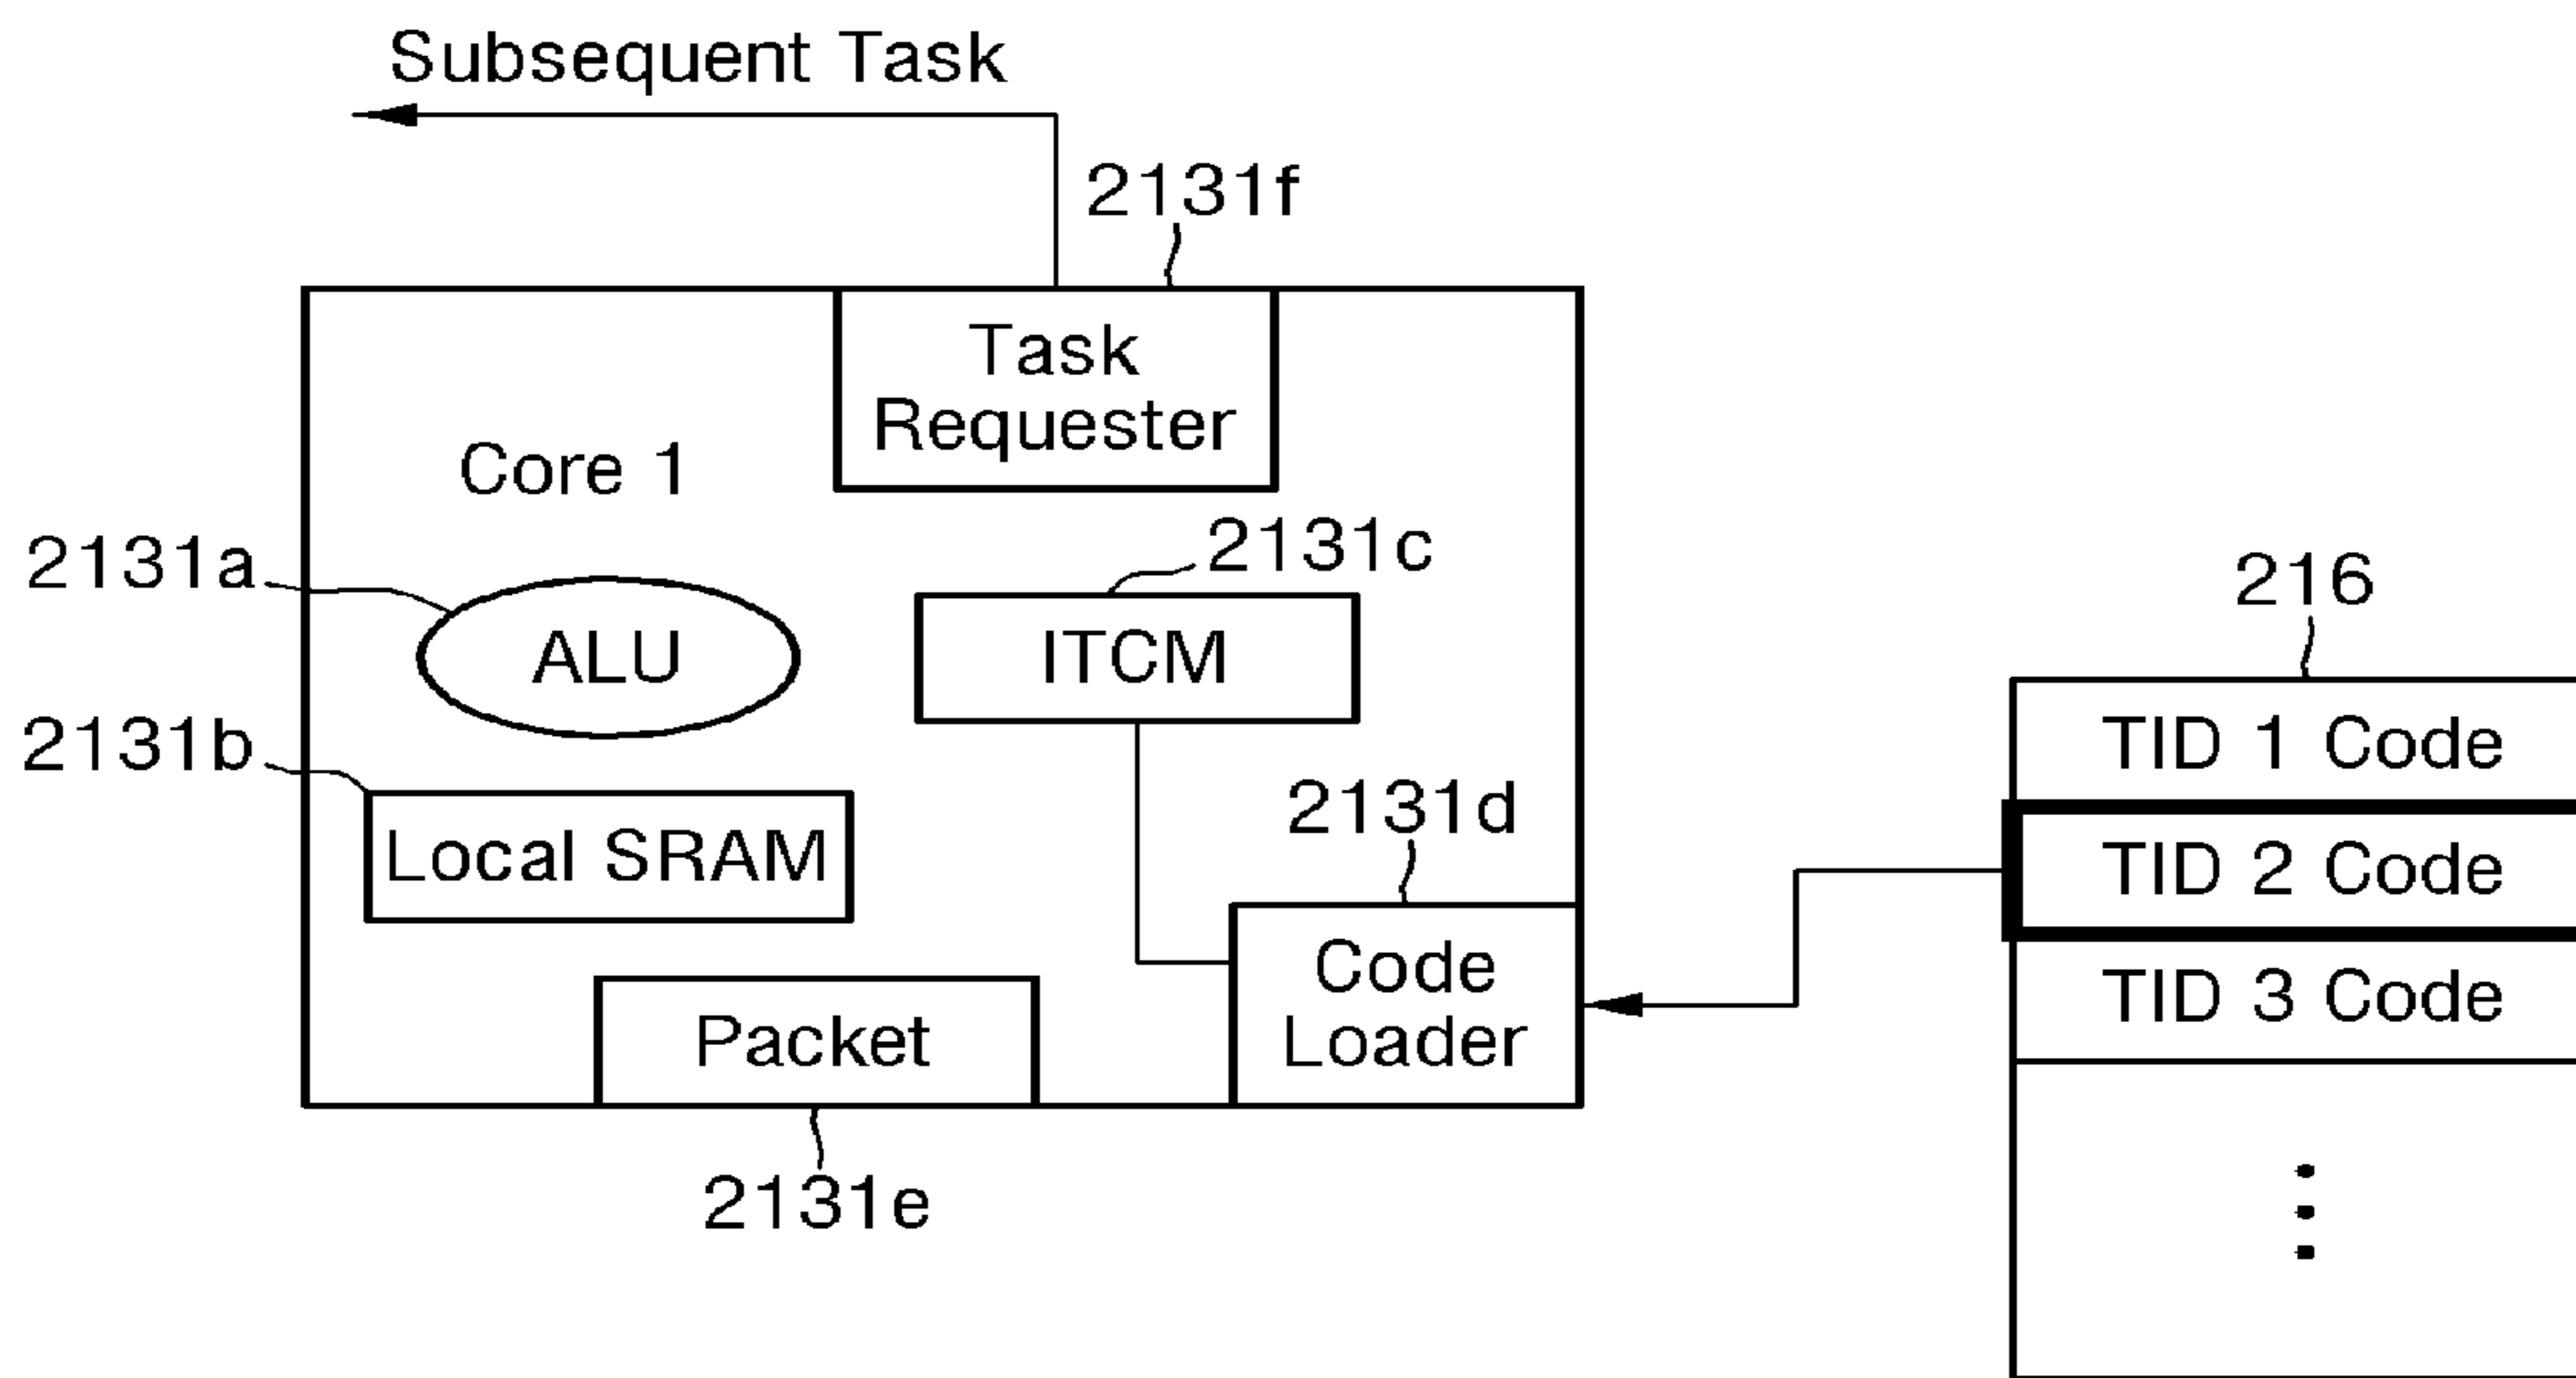 Subsequent Task
2131f
Task
Requester
Core 1
2131c
2131a
ALU
ITCM
216
2131b
TID 1 Code
Local SRAM
2131d
TID 2 Code
Code
Loader
TID 3 Code
Packet
2131e